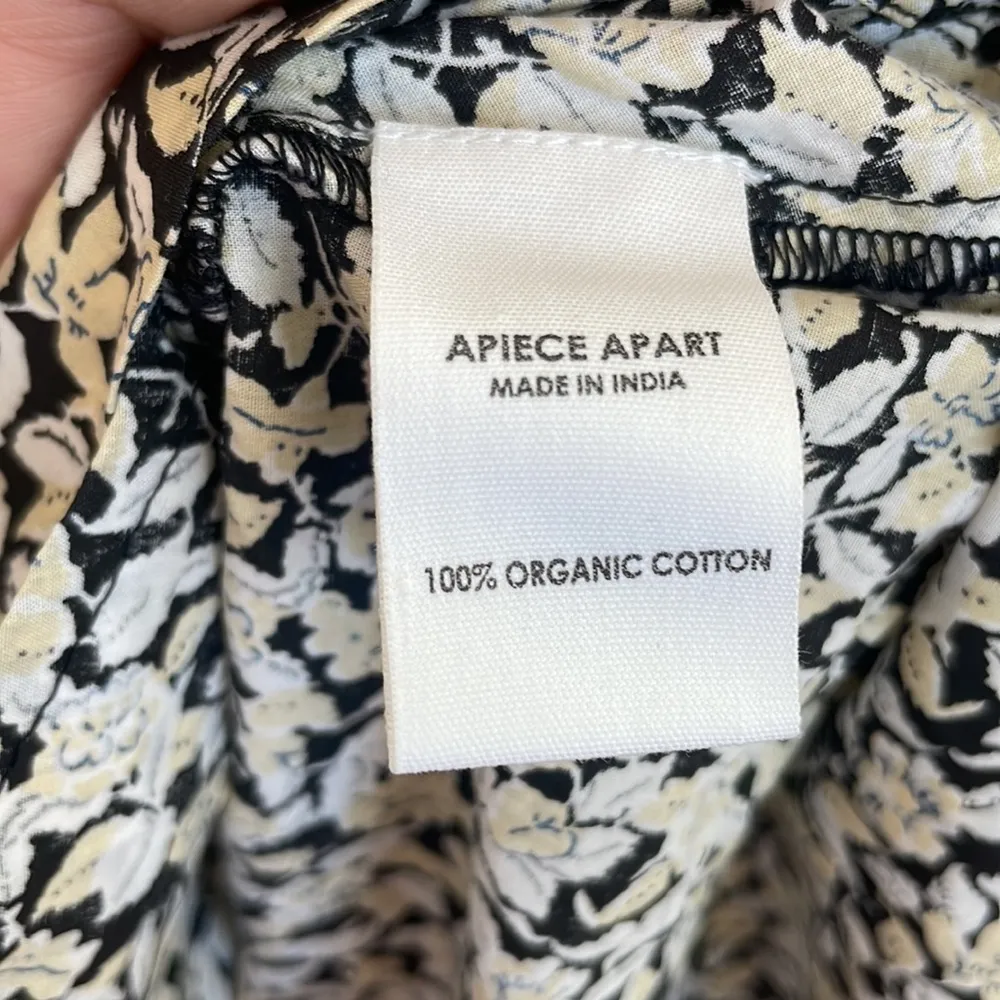 APIECE APART
MADE IN INDIA
100% ORGANIC COTTON